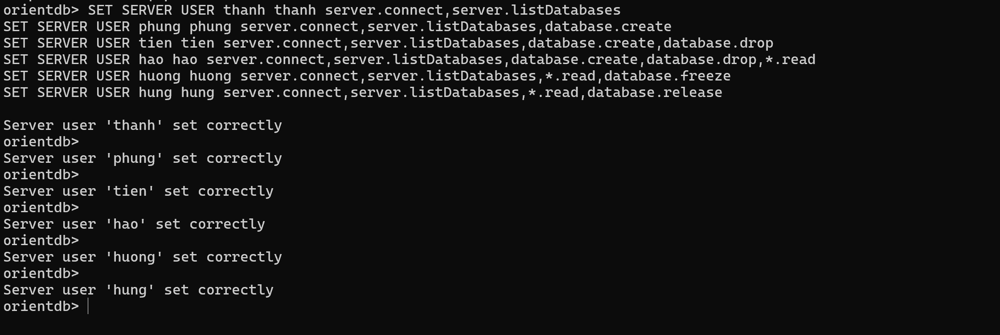 orientdb> SET SERVER USER thanh thanh server.connect,server.listDatabases
SET SERVER USER phung phung server.connect,server.listDatabases,database.create
SET SERVER USER tien tien server.connect,server.listDatabases,database.create,database.drop
SET SERVER USER hao hao server.connect,server.listDatabases,database.create,database.drop,*.read
SET SERVER USER huong huong server.connect,server.listDatabases,*.read,database.freeze
SET SERVER USER hung hung server.connect,server.listDatabases,*.read,database.release
Server user 'thanh' set correctly
orientdb>
Server user 'phung' set correctly
orientdb>
Server user 'tien' set correctly
orientdb>
Server user 'hao' set correctly
orientdb>
Server user 'huong' set correctly
orientdb>
Server user 'hung' set correctly
orientdb>